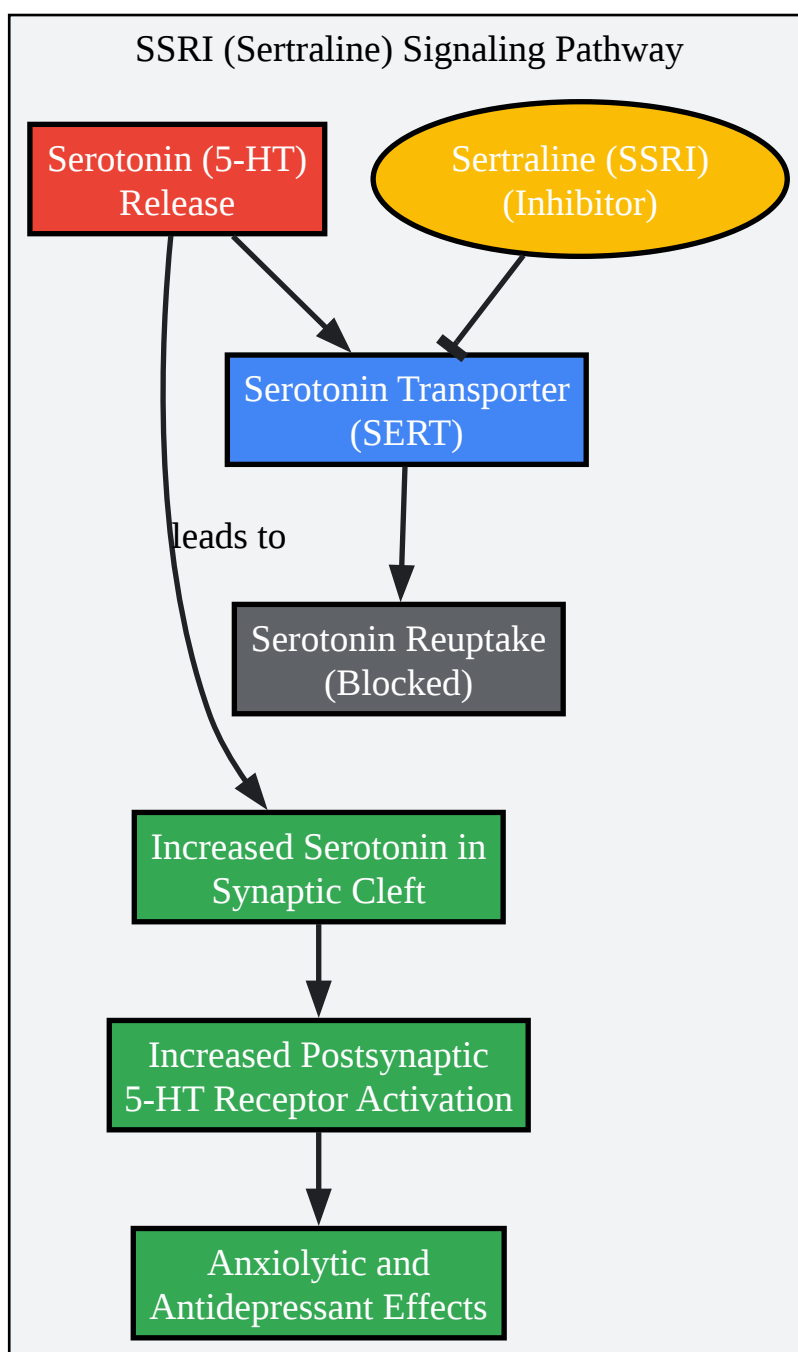 SSRI (Sertraline) Signaling Pathway
Serotonin (5-HT)
Release
Sertraline (SSRI)
(Inhibitor)
Serotonin Transporter
(SERT)
leads to
Serotonin Reuptake
(Blocked)
Increased Serotonin in
Synaptic Cleft
Increased Postsynaptic
5-HT Receptor Activation
Anxiolytic and
Antidepressant Effects